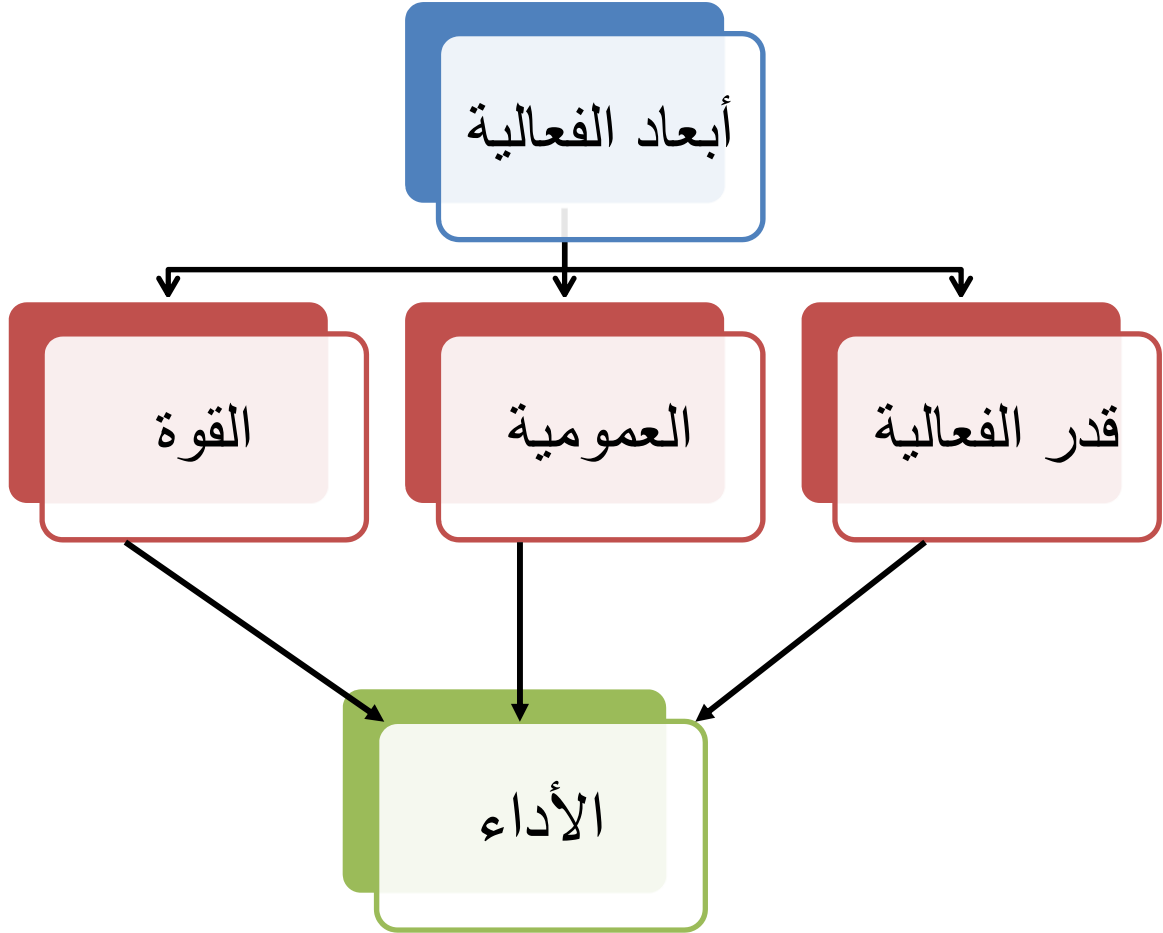 أبعاد الفعالية
قدر الفعالية
العمومية
القوة
الأداء